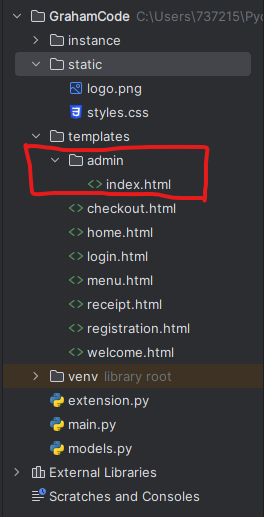 GrahamCode C:\Users\737215\Pyc
instance
static
logo.png
styles.css
templates
admin
<> index.html
<> checkout.html
<> home.html
<> login.html
<> menu.html
<> receipt.html
<> registration.html
<> welcome.html
venv library root
extension.py
main.py
models.py
External Libraries
Scratches and Consoles